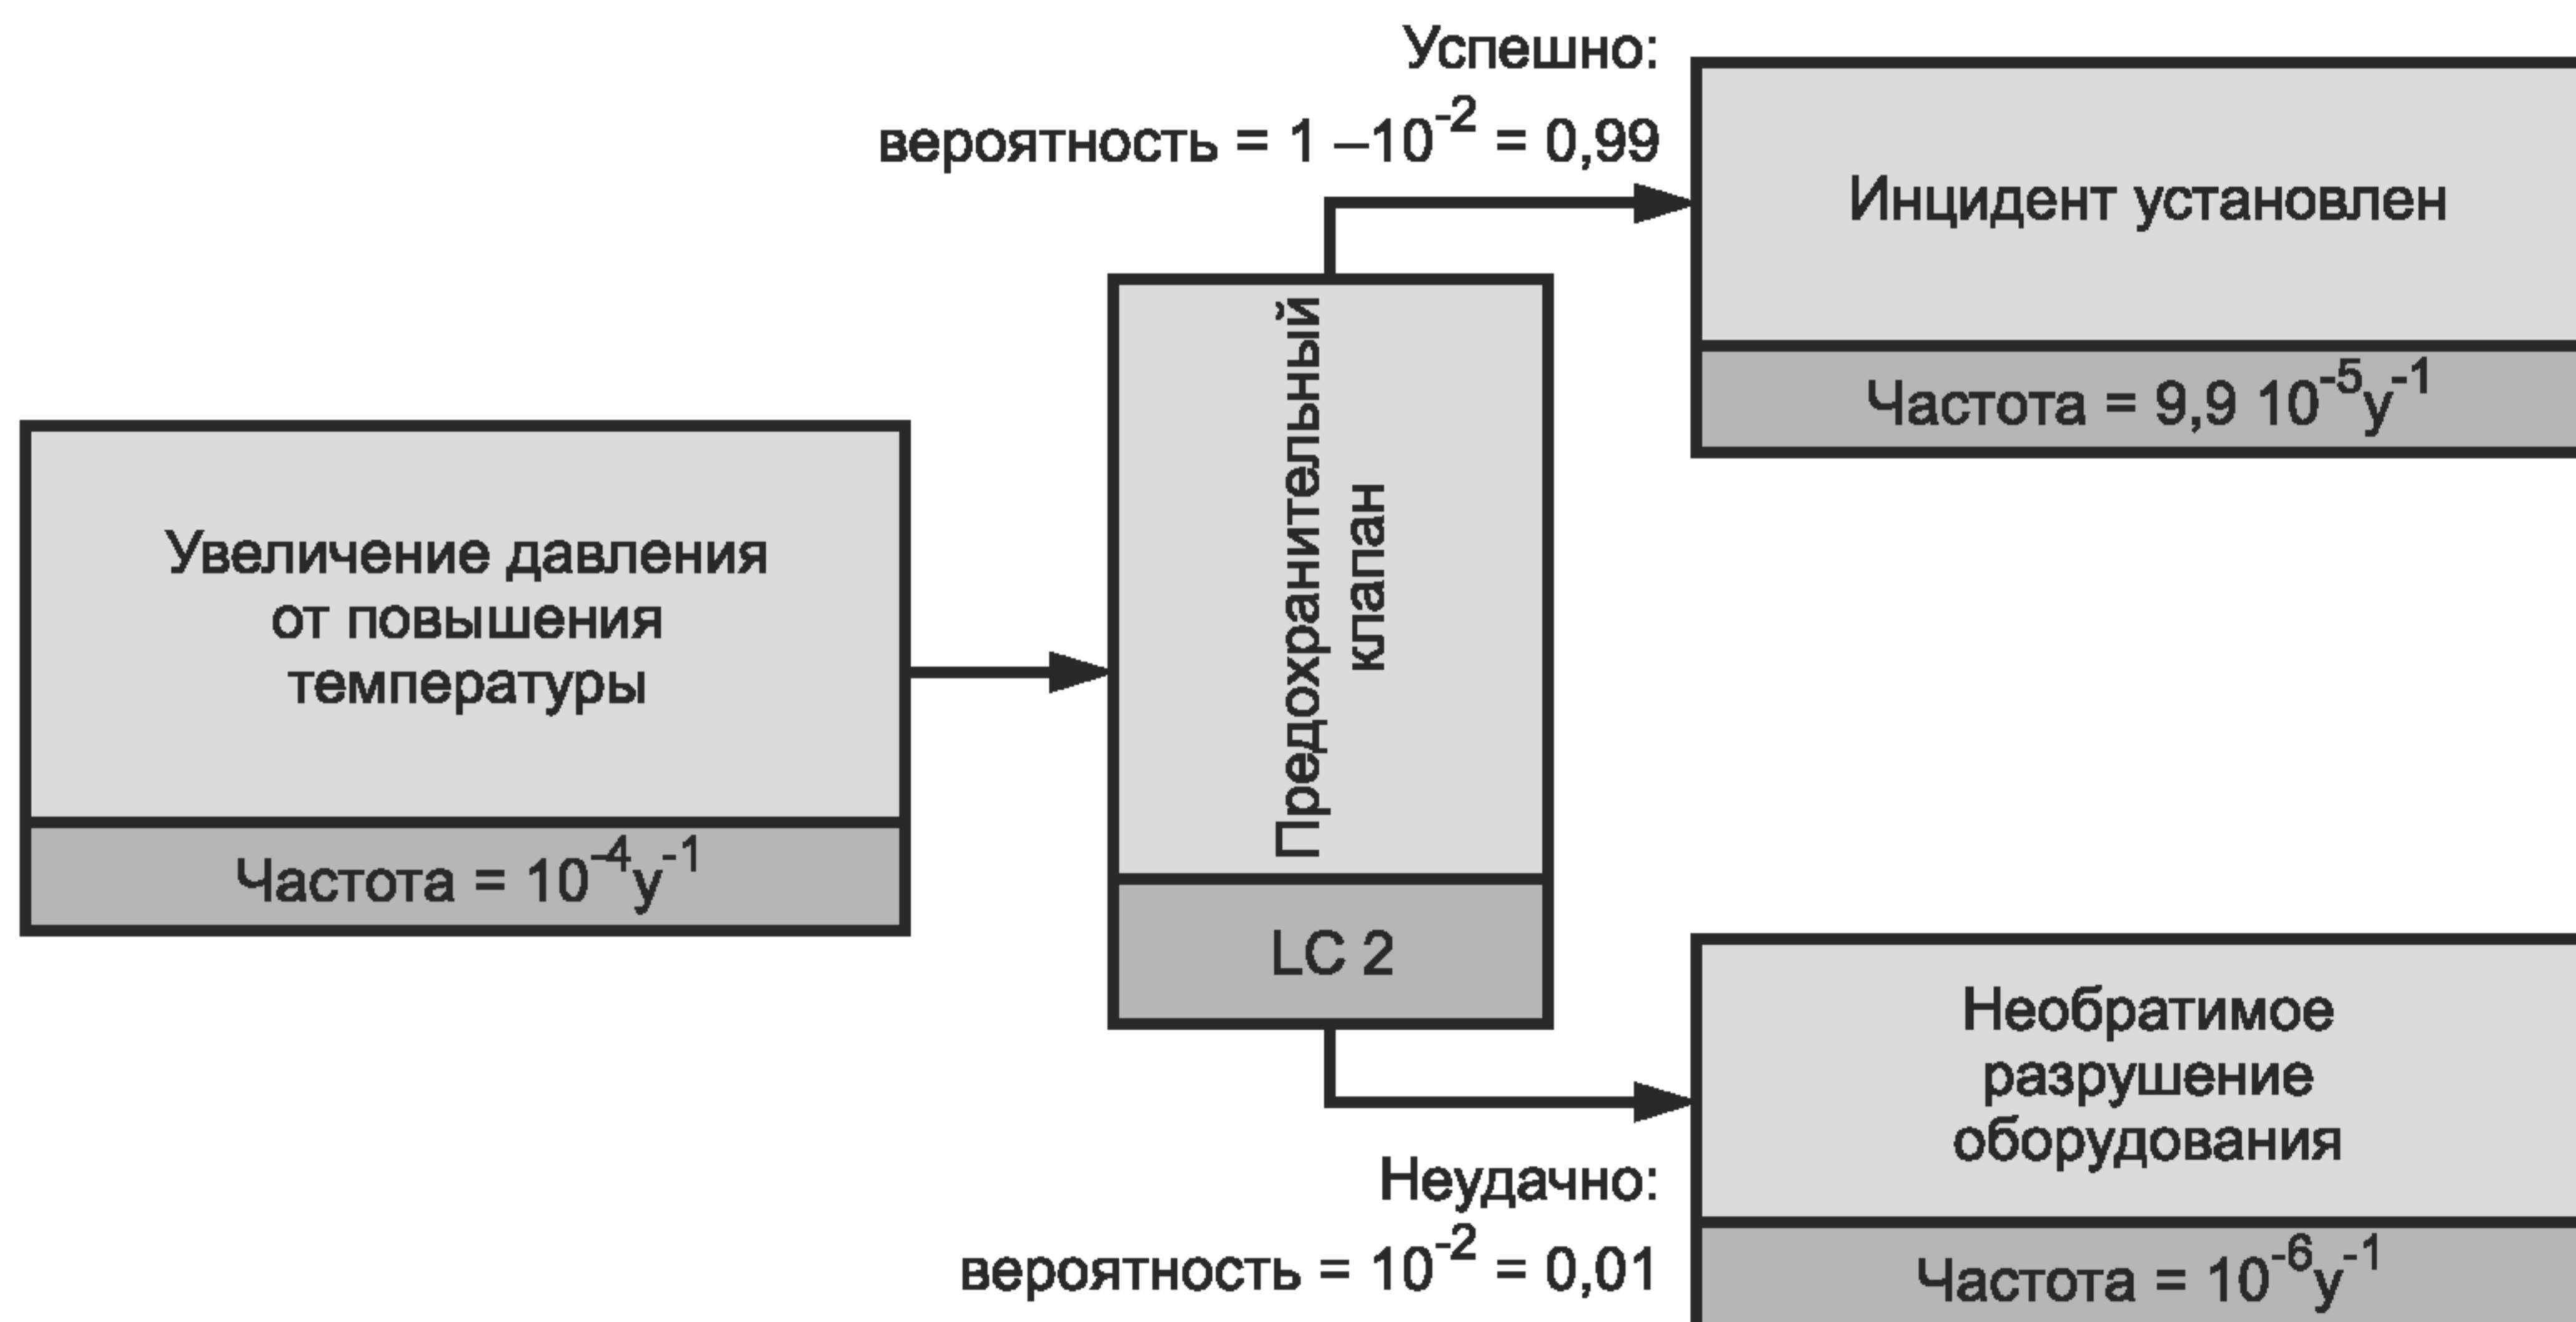 Успешно:
вероятность = 1 –10⁻² = 0,99
Инцидент установлен
Частота = 9,9 10⁻⁵y⁻¹
Увеличение давления
от повышения
температуры
Частота = 10⁻⁴y⁻¹
Предохранительный
клапан
LC 2
Неудачно:
вероятность = 10⁻² = 0,01
Необратимое
разрушение
оборудования
Частота = 10⁻⁶y⁻¹